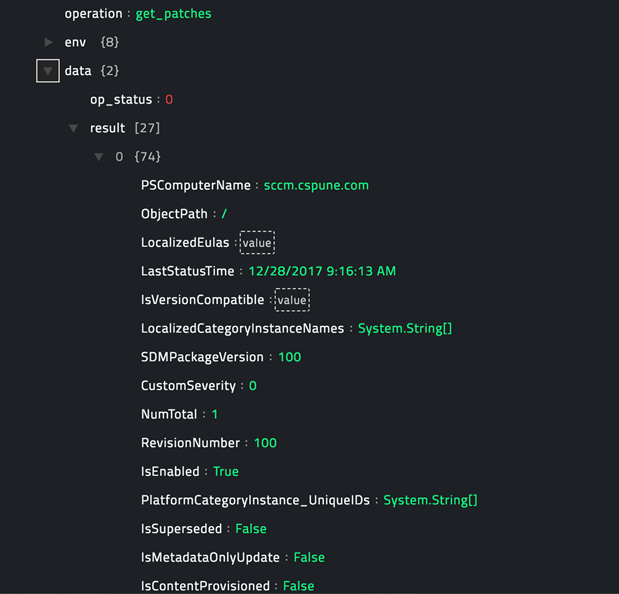 operation : get_patches
env {8}
data {2}
op_status : 0
result [27]
0 {74}
PSComputerName : sccm.cspune.com
ObjectPath : /
LocalizedEulas : value
LastStatusTime : 12/28/2017 9:16:13 AM
IsVersionCompatible : value
LocalizedCategoryInstanceNames : System.String[]
SDMPackageVersion : 100
CustomSeverity : 0
NumTotal : 1
RevisionNumber : 100
IsEnabled : True
PlatformCategoryInstance_UniqueIDs : System.String[]
IsSuperseded : False
IsMetadataOnlyUpdate : False
IsContentProvisioned : False